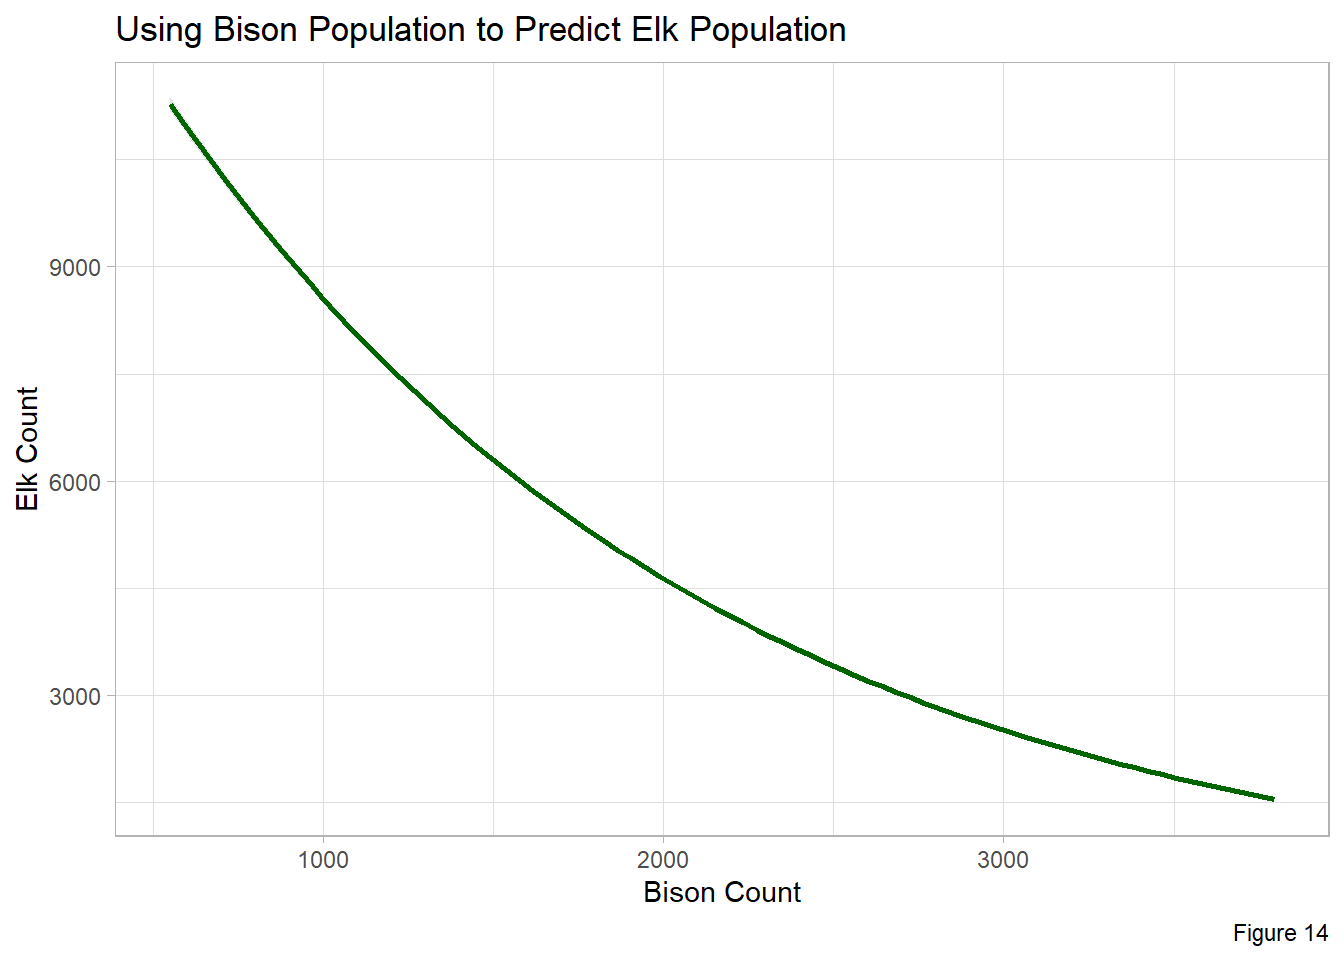 Using Bison Population to Predict Elk Population
9000
6000
3000
Elk Count
1000 2000 3000
Bison Count
Figure 14